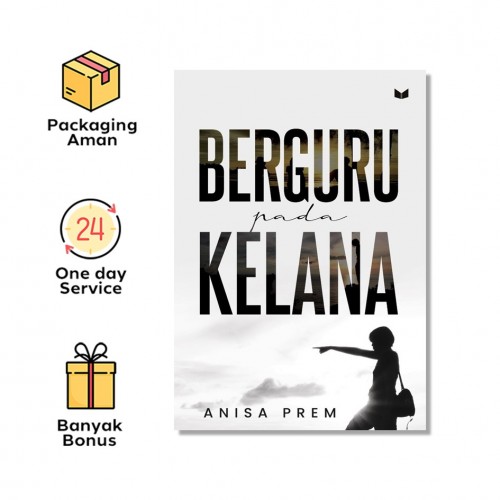 Packaging
Aman
24
One day
Service
Banyak
Bonus
BERGURU
pada
KELANA
ANISA PREM